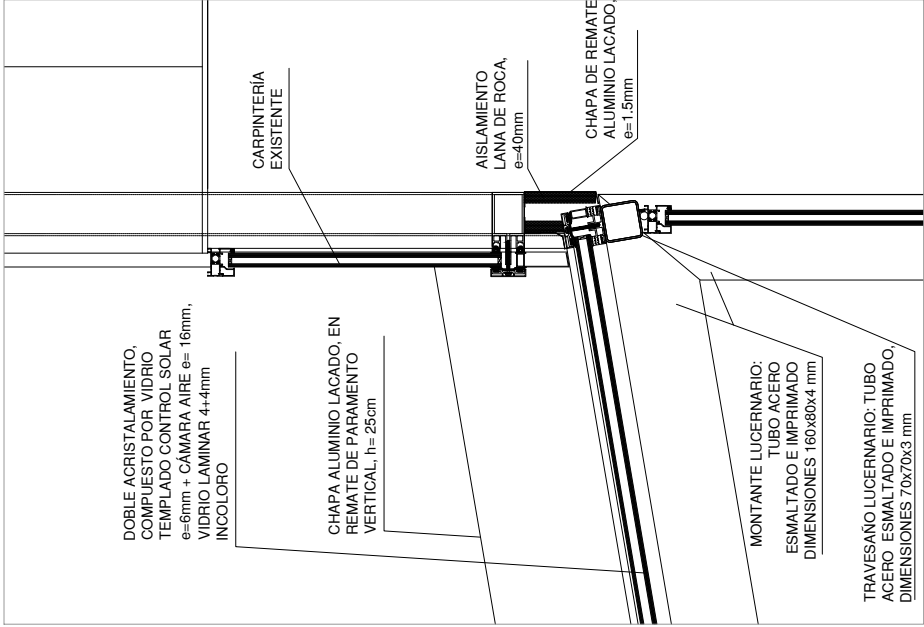 DOBLE ACRISTALAMIENTO,
COMPUESTO POR VIDRIO
TEMPLADO CONTROL SOLAR
e=6mm + CÁMARA AIRE e= 16mm,
VIDRIO LAMINAR 4+4mm
INCOLORO
CARPINTERÍA
EXISTENTE
CHAPA ALUMINIO LACADO, EN
REMATE DE PARAMENTO
VERTICAL, h= 25cm
AISLAMIENTO
LANA DE ROCA,
e=40mm
CHAPA DE REMATE
ALUMINIO LACADO,
e=1.5mm
MONTANTE LUCERNARIO:
TUBO ACERO
ESMALTADO E IMPRIMADO
DIMENSIONES 160x80x4 mm
TRAVESAÑO LUCERNARIO: TUBO
ACERO ESMALTADO E IMPRIMADO,
DIMENSIONES 70x70x3 mm